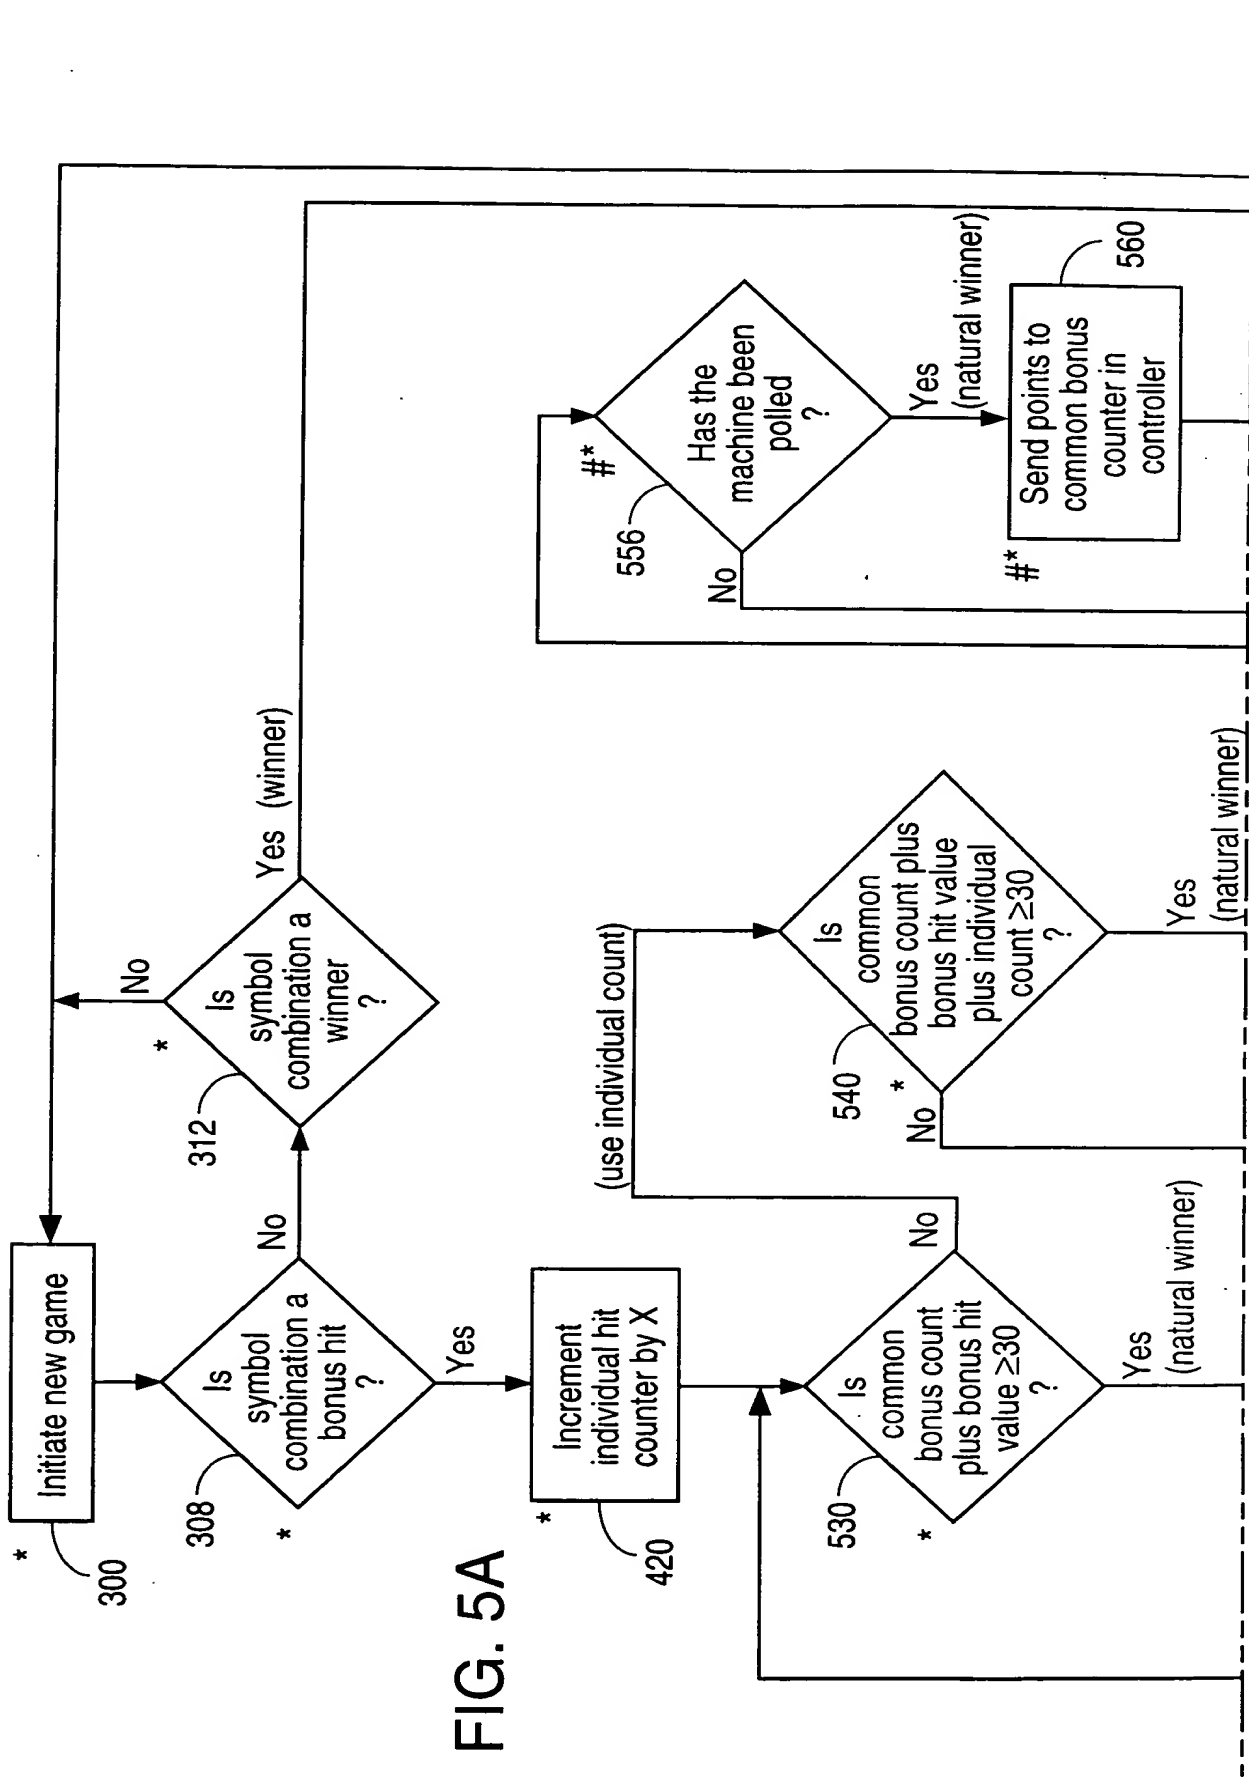 Initiate new game
*
300
Is
symbol
combination a
bonus hit
?
308
*
No
Yes
Is
symbol
combination a
winner
?
312
*
No
Yes (winner)
Increment
individual hit
counter by X
*
420
FIG. 5A
Is
common
bonus count
plus bonus hit
value ≥30
?
530
*
No
Yes
(natural winner)
(use individual count)
Is
common
bonus count plus
bonus hit value
plus individual
count ≥30
?
540
*
No
Yes
(natural winner)
Has the
machine been
polled
?
#*
556
No
Yes
(natural winner)
Send points to
common bonus
counter in
controller
#*
560